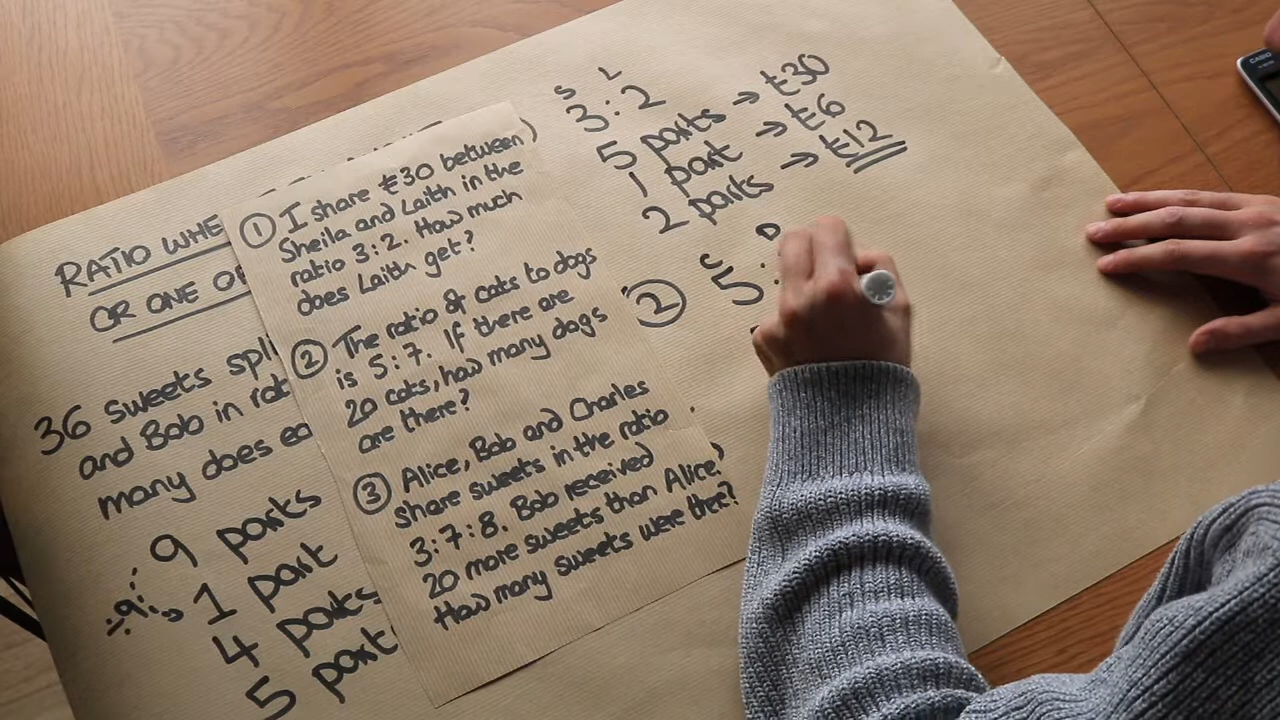 RATIO WHE
OR ONE OF
36 sweets spli
and Bob in rat
many does ea
9 parts
÷9
1 part
4 parts
5 part
① I share £30 between
Sheila and Laith in the
ratio 3:2. How much
does Laith get?
② The ratio of cats to dogs
is 5:7. If there are
20 cats, how many dogs
are there?
③ Alice, Bob and Charles
share sweets in the ratio
3:7:8. Bob received
20 more sweets than Alice.
How many sweets were there?
S L
3:2
5 parts → £30
1 part → £6
2 parts → £12
② C D
5:
CASIO